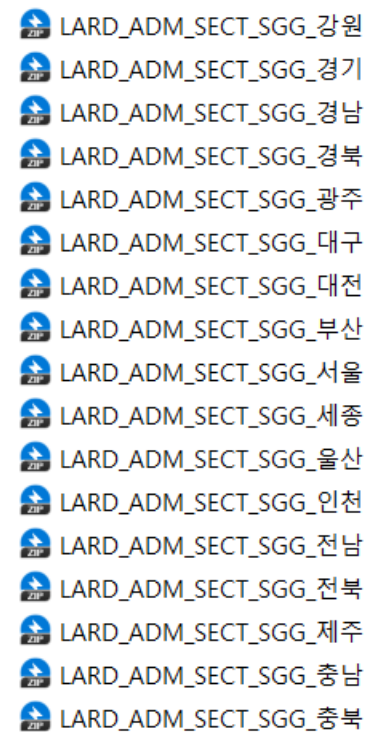 LARD_ADM_SECT_SGG_강원
LARD_ADM_SECT_SGG_경기
LARD_ADM_SECT_SGG_경남
LARD_ADM_SECT_SGG_경북
LARD_ADM_SECT_SGG_광주
LARD_ADM_SECT_SGG_대구
LARD_ADM_SECT_SGG_대전
LARD_ADM_SECT_SGG_부산
LARD_ADM_SECT_SGG_서울
LARD_ADM_SECT_SGG_세종
LARD_ADM_SECT_SGG_울산
LARD_ADM_SECT_SGG_인천
LARD_ADM_SECT_SGG_전남
LARD_ADM_SECT_SGG_전북
LARD_ADM_SECT_SGG_제주
LARD_ADM_SECT_SGG_충남
LARD_ADM_SECT_SGG_충북